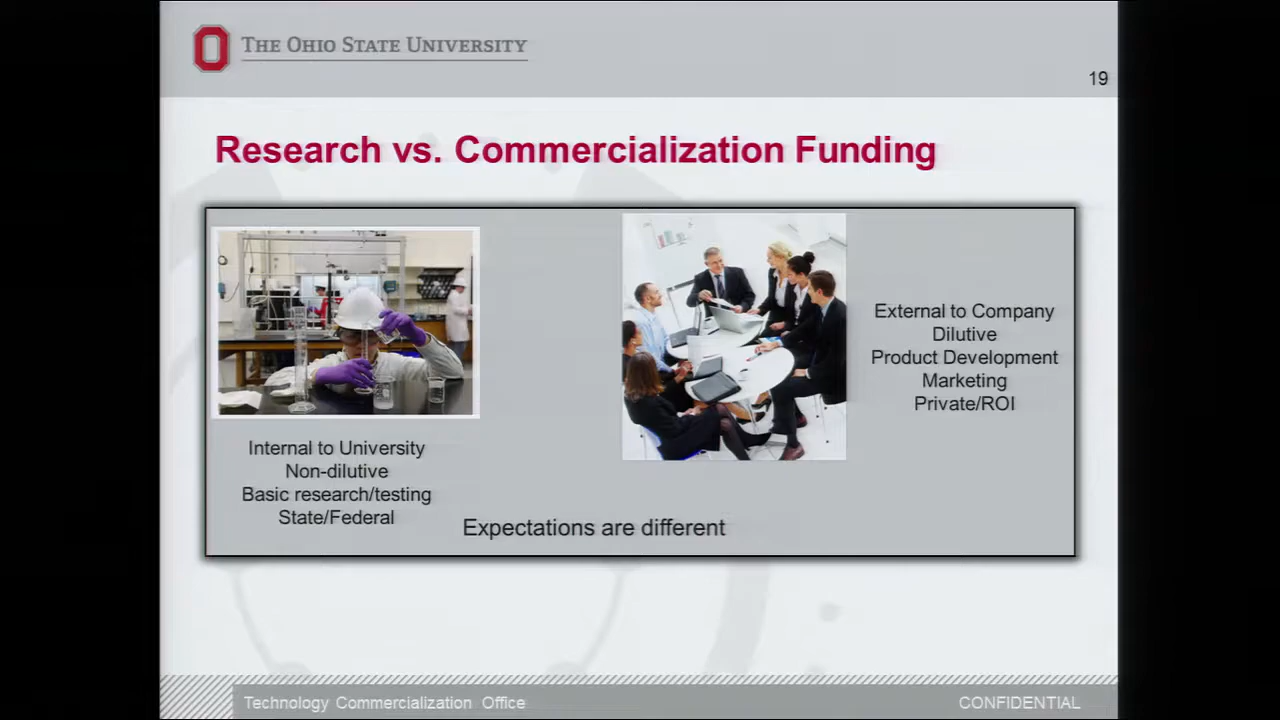 THE OHIO STATE UNIVERSITY
19
Research vs. Commercialization Funding
External to Company
Dilutive
Product Development
Marketing
Private/ROI
Internal to University
Non-dilutive
Basic research/testing
State/Federal
Expectations are different
Technology Commercialization Office
CONFIDENTIAL